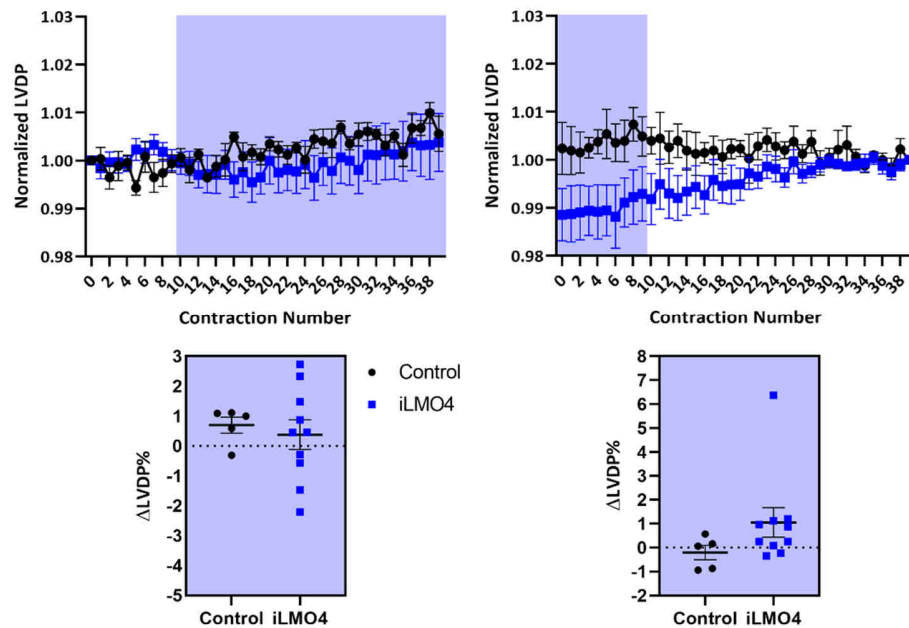 1.03
1.02
1.01
1.00
0.99
0.98
Normalized LVDP
0 2 4 6 8 10 12 14 16 18 20 22 24 26 28 30 32 34 36 38
Contraction Number
1.03
1.02
1.01
1.00
0.99
0.98
Normalized LVDP
0 2 4 6 8 10 12 14 16 18 20 22 24 26 28 30 32 34 36 38
Contraction Number
3
2
1
0
-1
-2
-3
-4
-5
ΔLVDP%
Control iLMO4
Control
iLMO4
8
7
6
5
4
3
2
1
0
-1
-2
ΔLVDP%
Control iLMO4